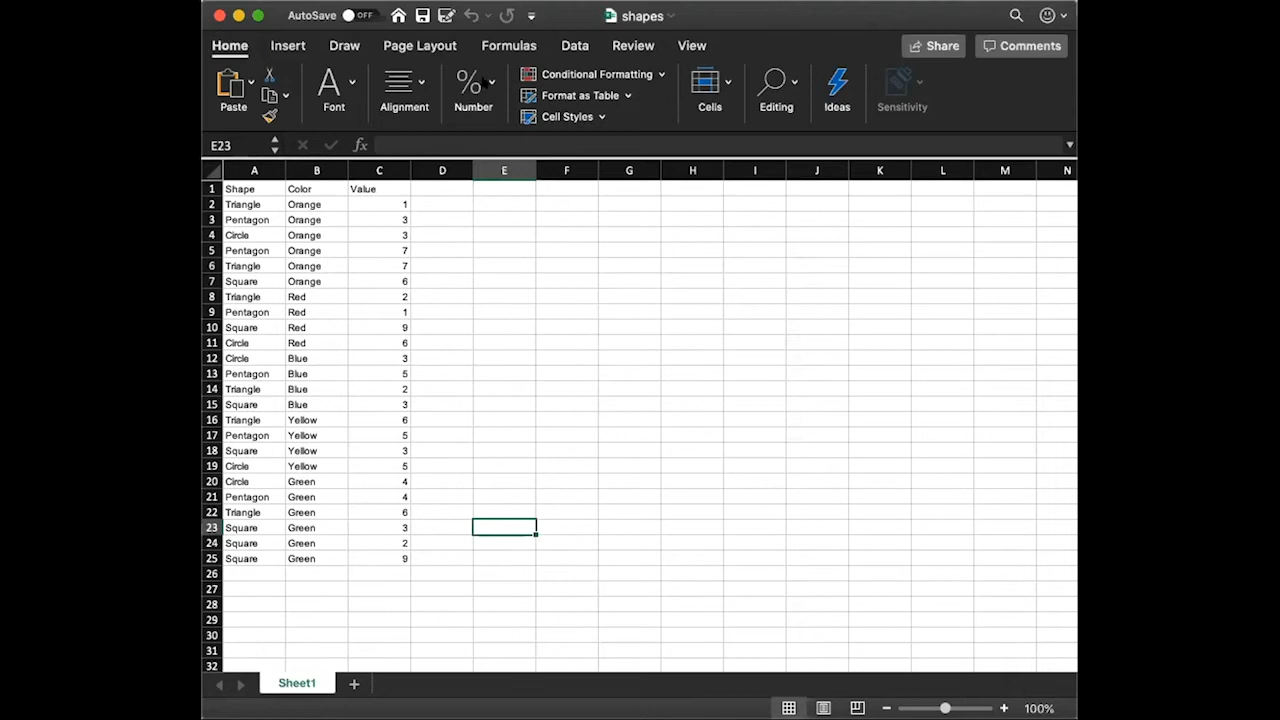 AutoSave OFF shapes
Home Insert Draw Page Layout Formulas Data Review View Share Comments
Paste Font Alignment % Number Conditional Formatting Format as Table Cell Styles Cells Editing Ideas Sensitivity
E23 fx
A B C D E F G H I J K L M N
1 Shape Color Value
2 Triangle Orange 1
3 Pentagon Orange 3
4 Circle Orange 3
5 Pentagon Orange 7
6 Triangle Orange 7
7 Square Orange 6
8 Triangle Red 2
9 Pentagon Red 1
10 Square Red 9
11 Circle Red 6
12 Circle Blue 3
13 Pentagon Blue 5
14 Triangle Blue 2
15 Square Blue 3
16 Triangle Yellow 6
17 Pentagon Yellow 5
18 Square Yellow 3
19 Circle Yellow 5
20 Circle Green 4
21 Pentagon Green 4
22 Triangle Green 6
23 Square Green 3
24 Square Green 2
25 Square Green 9
26
27
28
29
30
31
32
Sheet1
100%